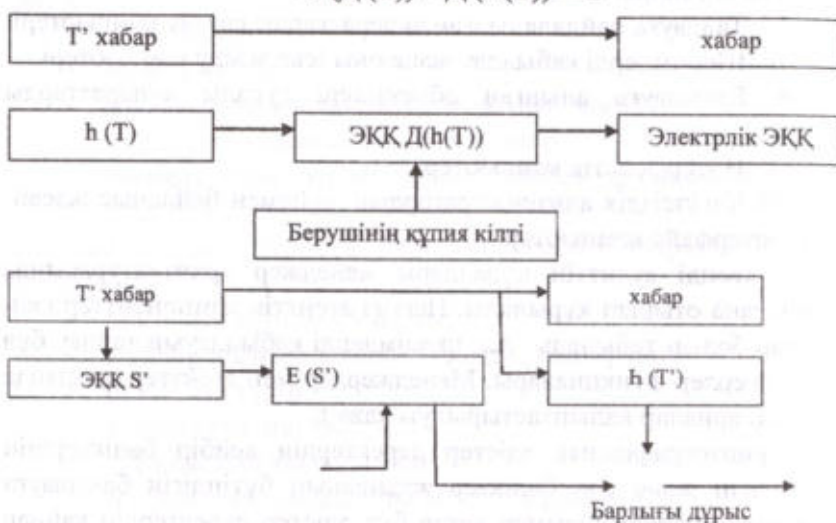 T’ хабар
хабар
h (T)
ЭҚҚ Д(h(T))
Электрлік ЭҚҚ
Берушінің құпия кілті
T’ хабар
хабар
ЭҚҚ S’
E (S’)
h (T’)
Барлығы дұрыс